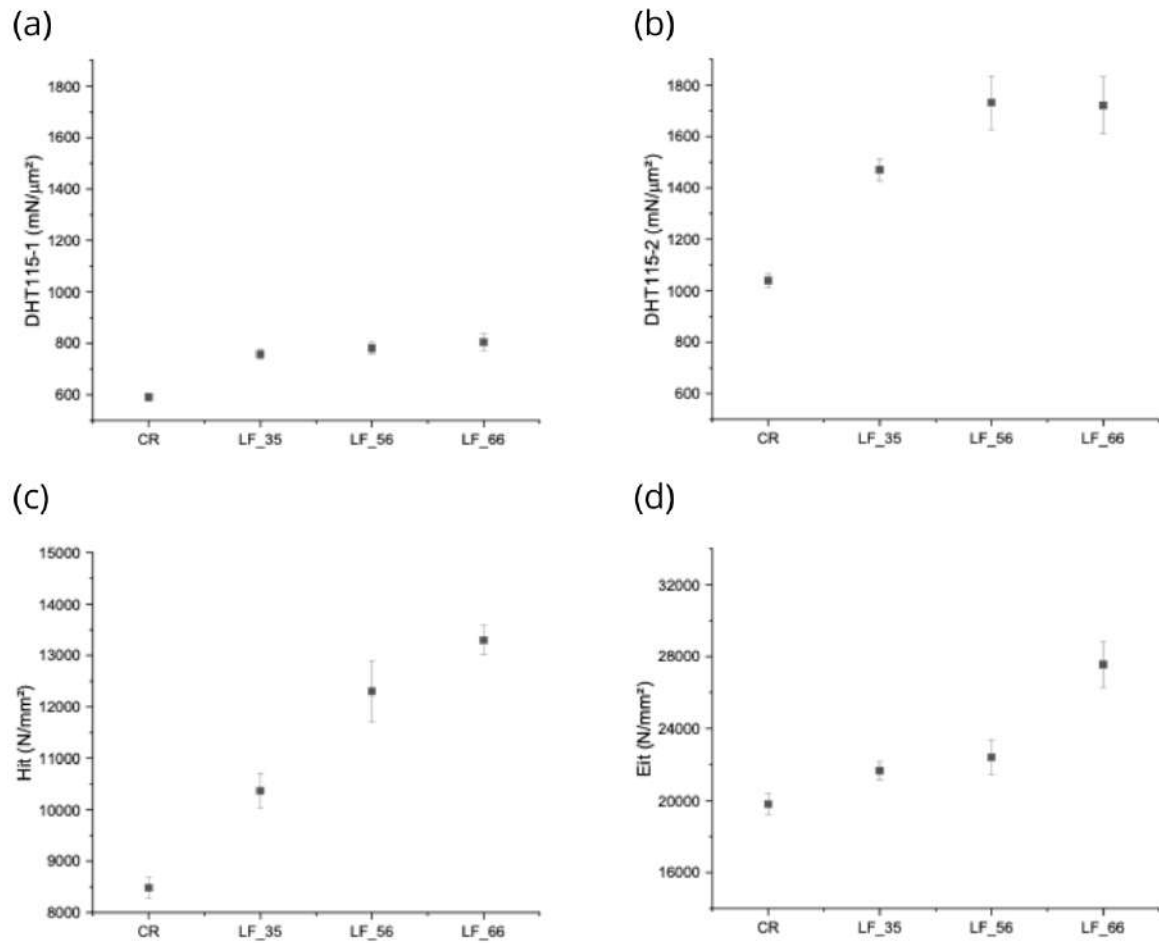 (a)
1800
1600
1400
1200
1000
800
600
DHT115-1 (mN/μm²)
CR LF_35 LF_56 LF_66
(b)
1800
1600
1400
1200
1000
800
600
DHT115-2 (mN/μm²)
CR LF_35 LF_56 LF_66
(c)
15000
14000
13000
12000
11000
10000
9000
8000
Hit (N/mm²)
CR LF_35 LF_56 LF_66
(d)
32000
28000
24000
20000
16000
Eit (N/mm²)
CR LF_35 LF_56 LF_66